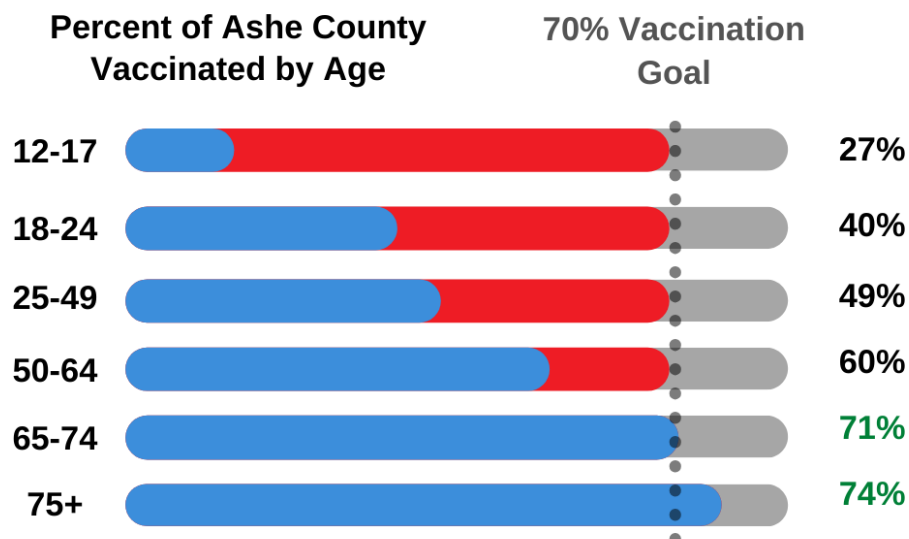 Percent of Ashe County
Vaccinated by Age
70% Vaccination
Goal
12-17 27%
18-24 40%
25-49 49%
50-64 60%
65-74 71%
75+ 74%